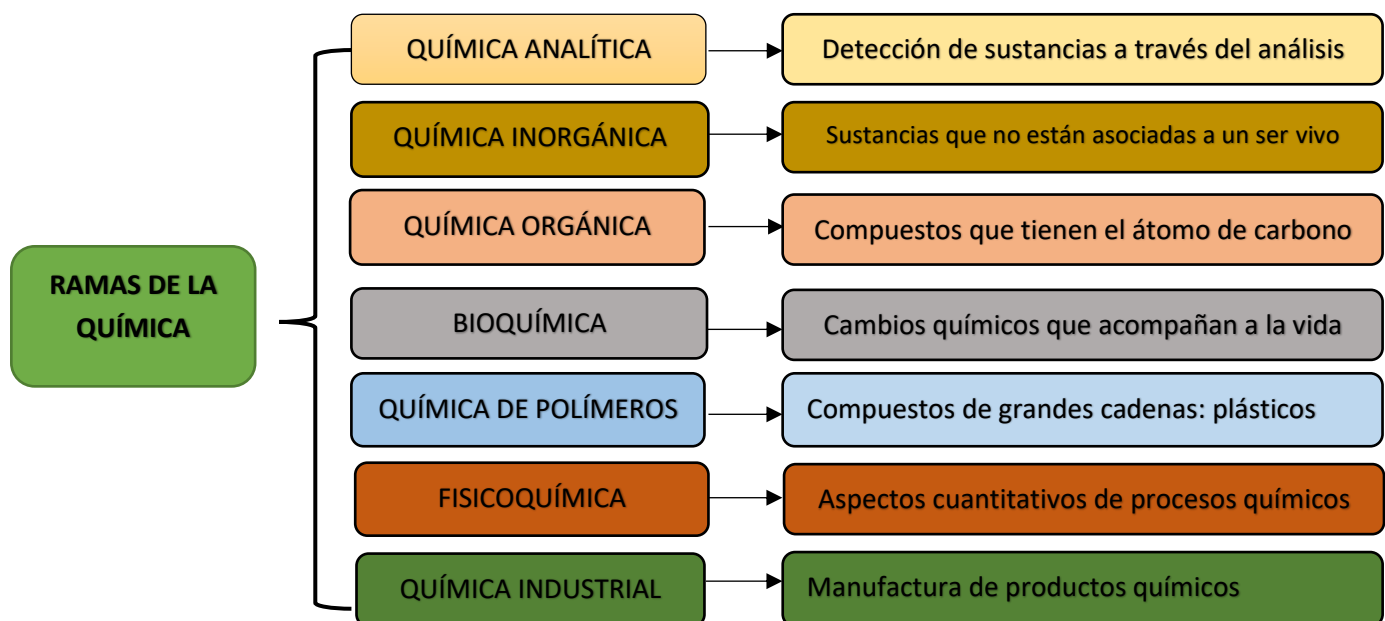 RAMAS DE LA
QUÍMICA
QUÍMICA ANALÍTICA
Detección de sustancias a través del análisis
QUÍMICA INORGÁNICA
Sustancias que no están asociadas a un ser vivo
QUÍMICA ORGÁNICA
Compuestos que tienen el átomo de carbono
BIOQUÍMICA
Cambios químicos que acompañan a la vida
QUÍMICA DE POLÍMEROS
Compuestos de grandes cadenas: plásticos
FISICOQUÍMICA
Aspectos cuantitativos de procesos químicos
QUÍMICA INDUSTRIAL
Manufactura de productos químicos